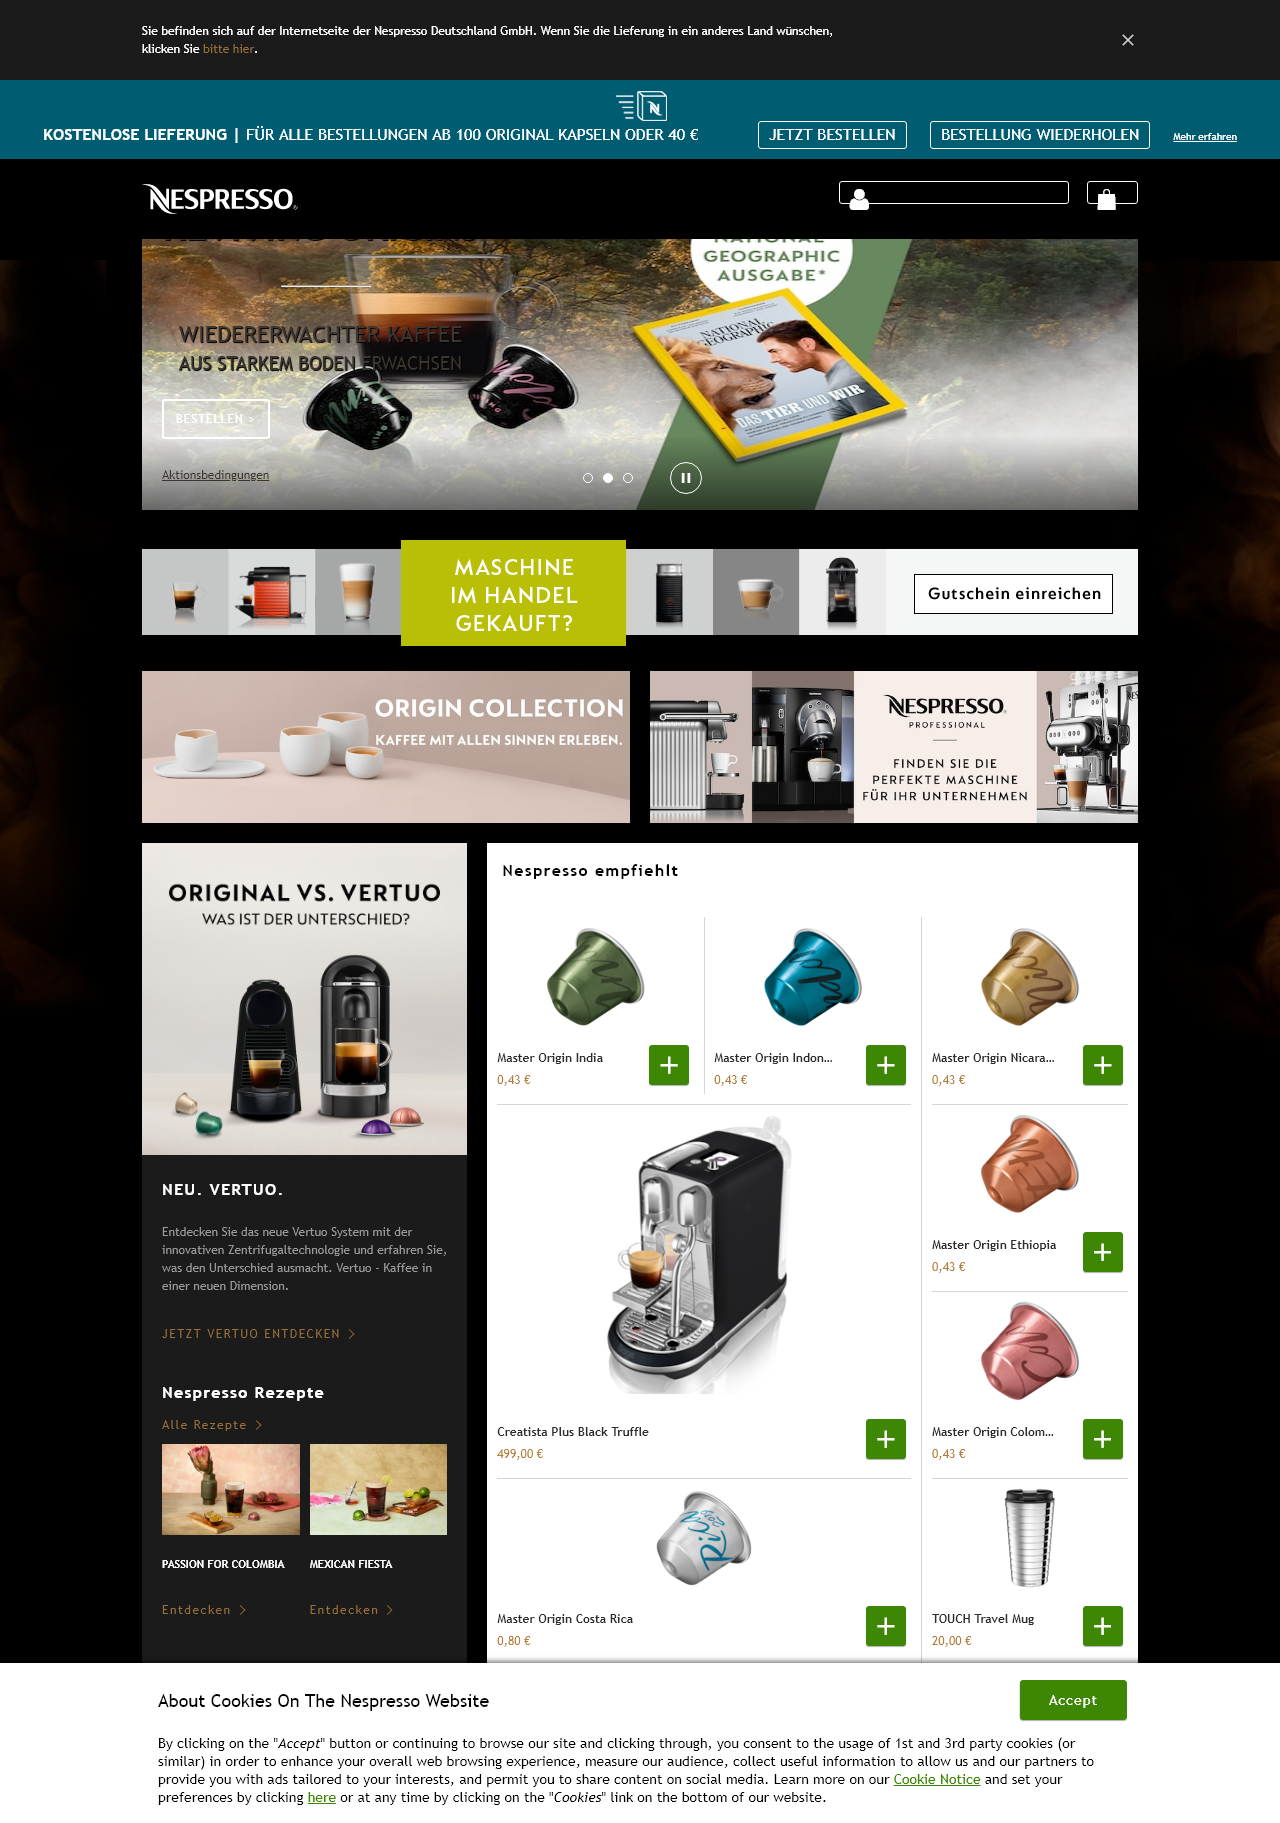 Sie befinden sich auf der Internetseite der Nespresso Deutschland GmbH. Wenn Sie die Lieferung in ein anderes Land wünschen,
klicken Sie bitte hier.
KOSTENLOSE LIEFERUNG | FÜR ALLE BESTELLUNGEN AB 100 ORIGINAL KAPSELN ODER 40 €
JETZT BESTELLEN
BESTELLUNG WIEDERHOLEN
Mehr erfahren
NESPRESSO
NATIONAL
GEOGRAPHIC
AUSGABE*
WIEDERERWACHTER KAFFEE
AUS STARKEM BODEN ERWACHSEN
NATIONAL
GEOGRAPHIC
DAS TIER UND WIR
BESTELLEN >
Aktionsbedingungen
MASCHINE
IM HANDEL
GEKAUFT?
Gutschein einreichen
ORIGIN COLLECTION
KAFFEE MIT ALLEN SINNEN ERLEBEN.
NESPRESSO
PROFESSIONAL
FINDEN SIE DIE
PERFEKTE MASCHINE
FÜR IHR UNTERNEHMEN
ORIGINAL VS. VERTUO
WAS IST DER UNTERSCHIED?
NEU. VERTUO.
Entdecken Sie das neue Vertuo System mit der
innovativen Zentrifugaltechnologie und erfahren Sie,
was den Unterschied ausmacht. Vertuo - Kaffee in
einer neuen Dimension.
JETZT VERTUO ENTDECKEN >
Nespresso Rezepte
Alle Rezepte >
PASSION FOR COLOMBIA
MEXICAN FIESTA
Entdecken >
Entdecken >
Nespresso empfiehlt
Master Origin India
0,43 €
Master Origin Indon...
0,43 €
Master Origin Nicara...
0,43 €
Creatista Plus Black Truffle
499,00 €
Master Origin Ethiopia
0,43 €
Master Origin Colom...
0,43 €
Master Origin Costa Rica
0,80 €
TOUCH Travel Mug
20,00 €
About Cookies On The Nespresso Website
Accept
By clicking on the "Accept" button or continuing to browse our site and clicking through, you consent to the usage of 1st and 3rd party cookies (or
similar) in order to enhance your overall web browsing experience, measure our audience, collect useful information to allow us and our partners to
provide you with ads tailored to your interests, and permit you to share content on social media. Learn more on our Cookie Notice and set your
preferences by clicking here or at any time by clicking on the "Cookies" link on the bottom of our website.